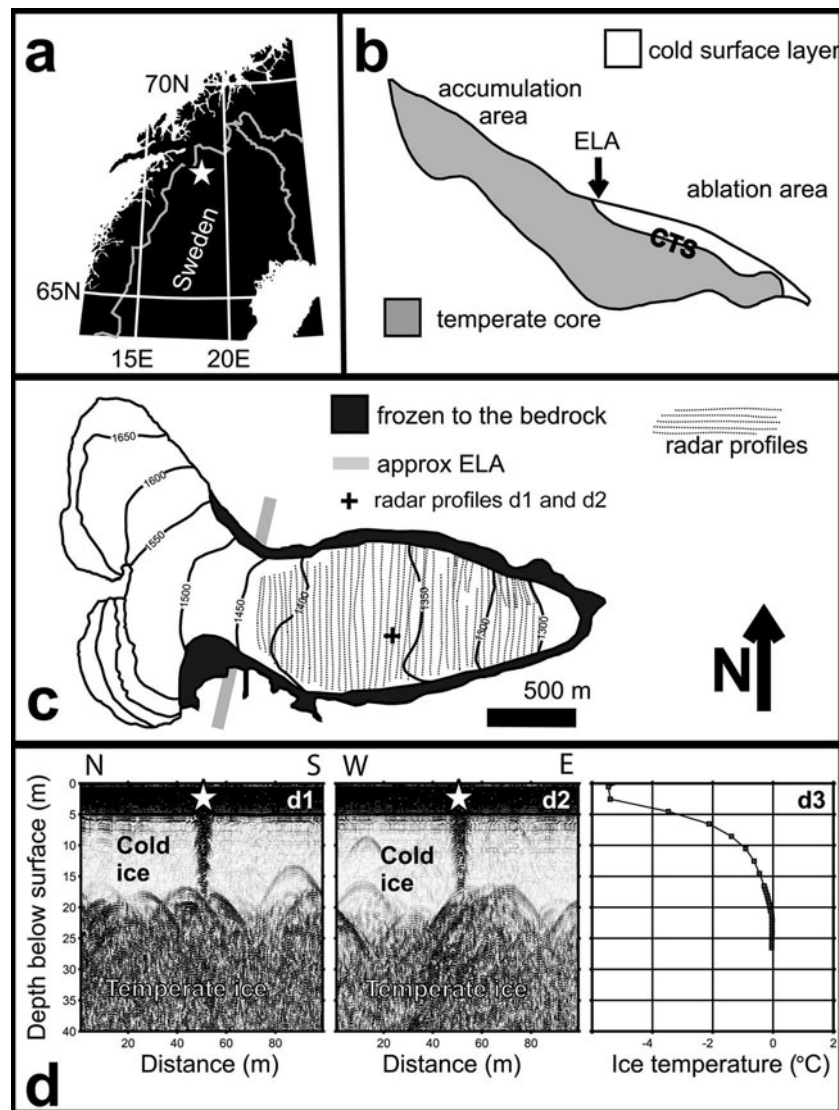 a
70N
65N
Sweden
15E 20E
b
cold surface layer
accumulation
area
ELA
ablation area
CTS
temperate core
c
frozen to the bedrock
approx ELA
radar profiles d1 and d2
radar profiles
1650
1600
1550
1500
1450
1400
1350
1300
1300
500 m
N
d
N S W E
d1 d2 d3
Cold
ice
Cold
ice
Temperate ice
Temperate ice
Depth below surface (m)
0
5
10
15
20
25
30
35
40
20 40 60 80
20 40 60 80
-4 -2 0
Distance (m) Distance (m) Ice temperature (°C)